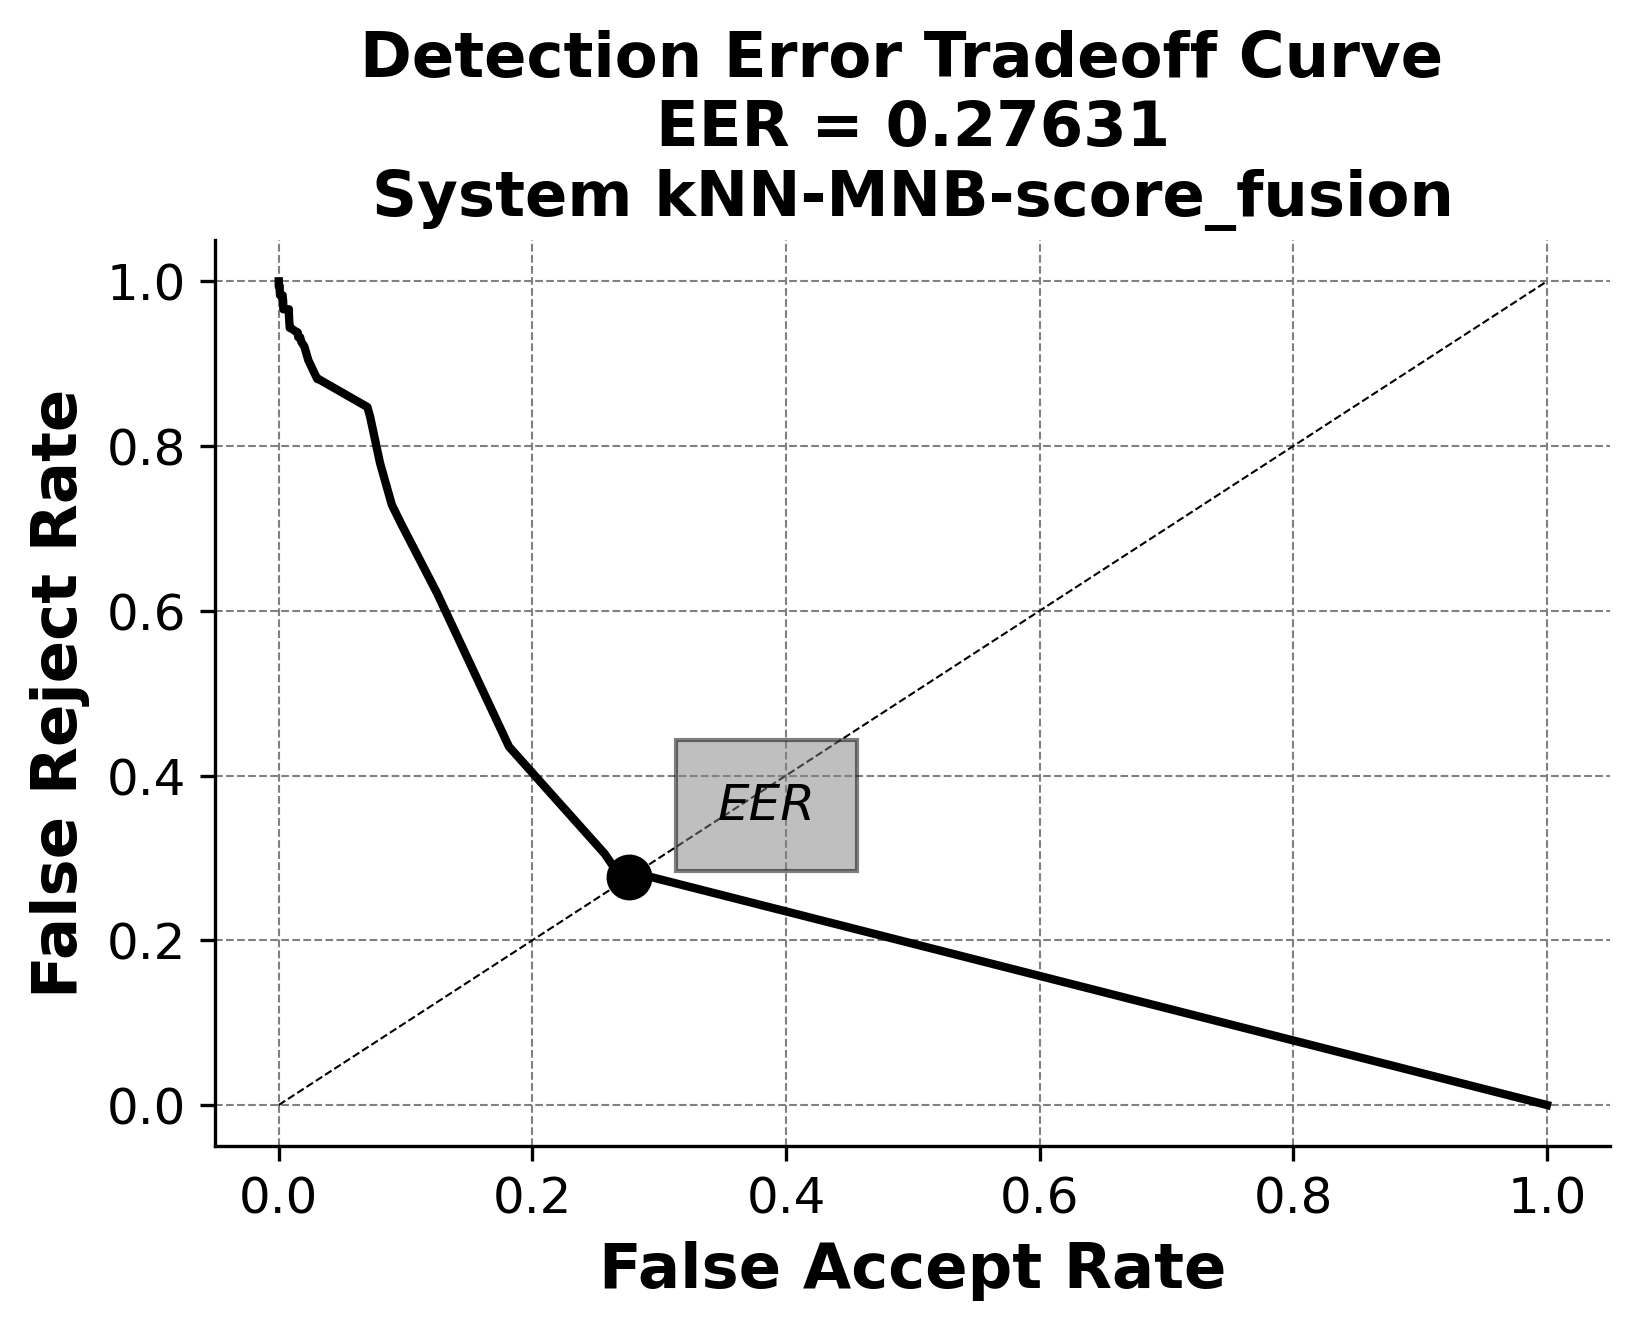 Detection Error Tradeoff Curve
EER = 0.27631
System kNN-MNB-score_fusion
False Reject Rate
1.0
0.8
0.6
0.4
0.2
0.0
EER
0.0 0.2 0.4 0.6 0.8 1.0
False Accept Rate